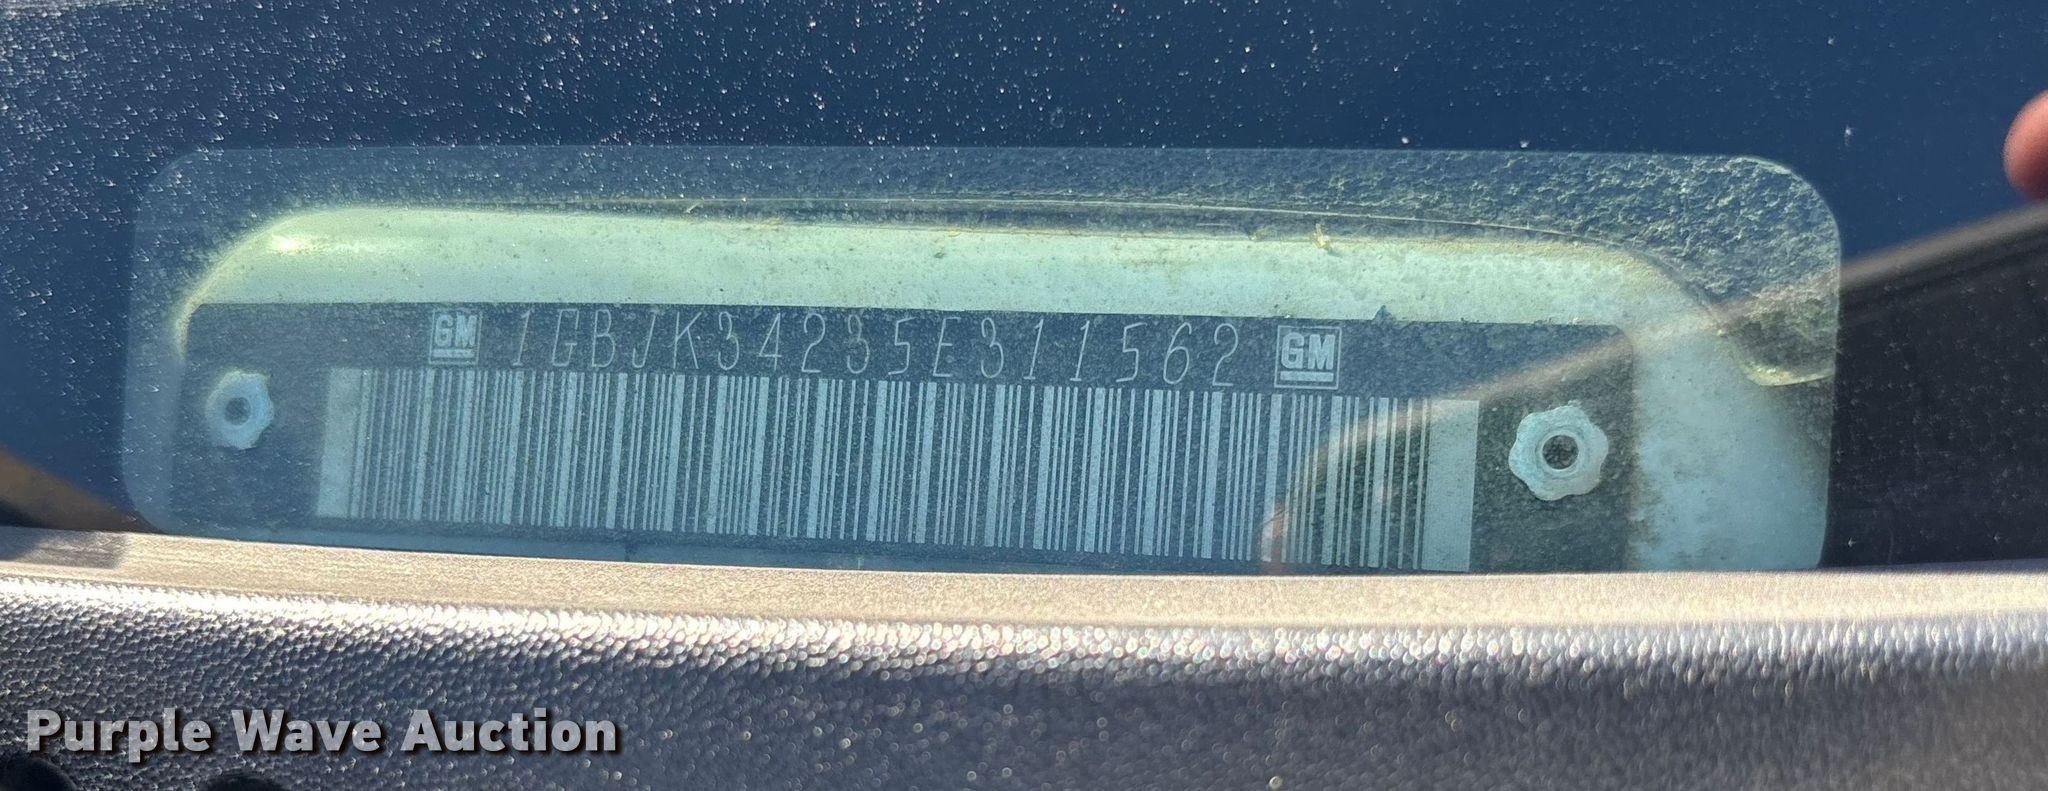 GM 1GBJK34235E311562 GM
Purple Wave Auction